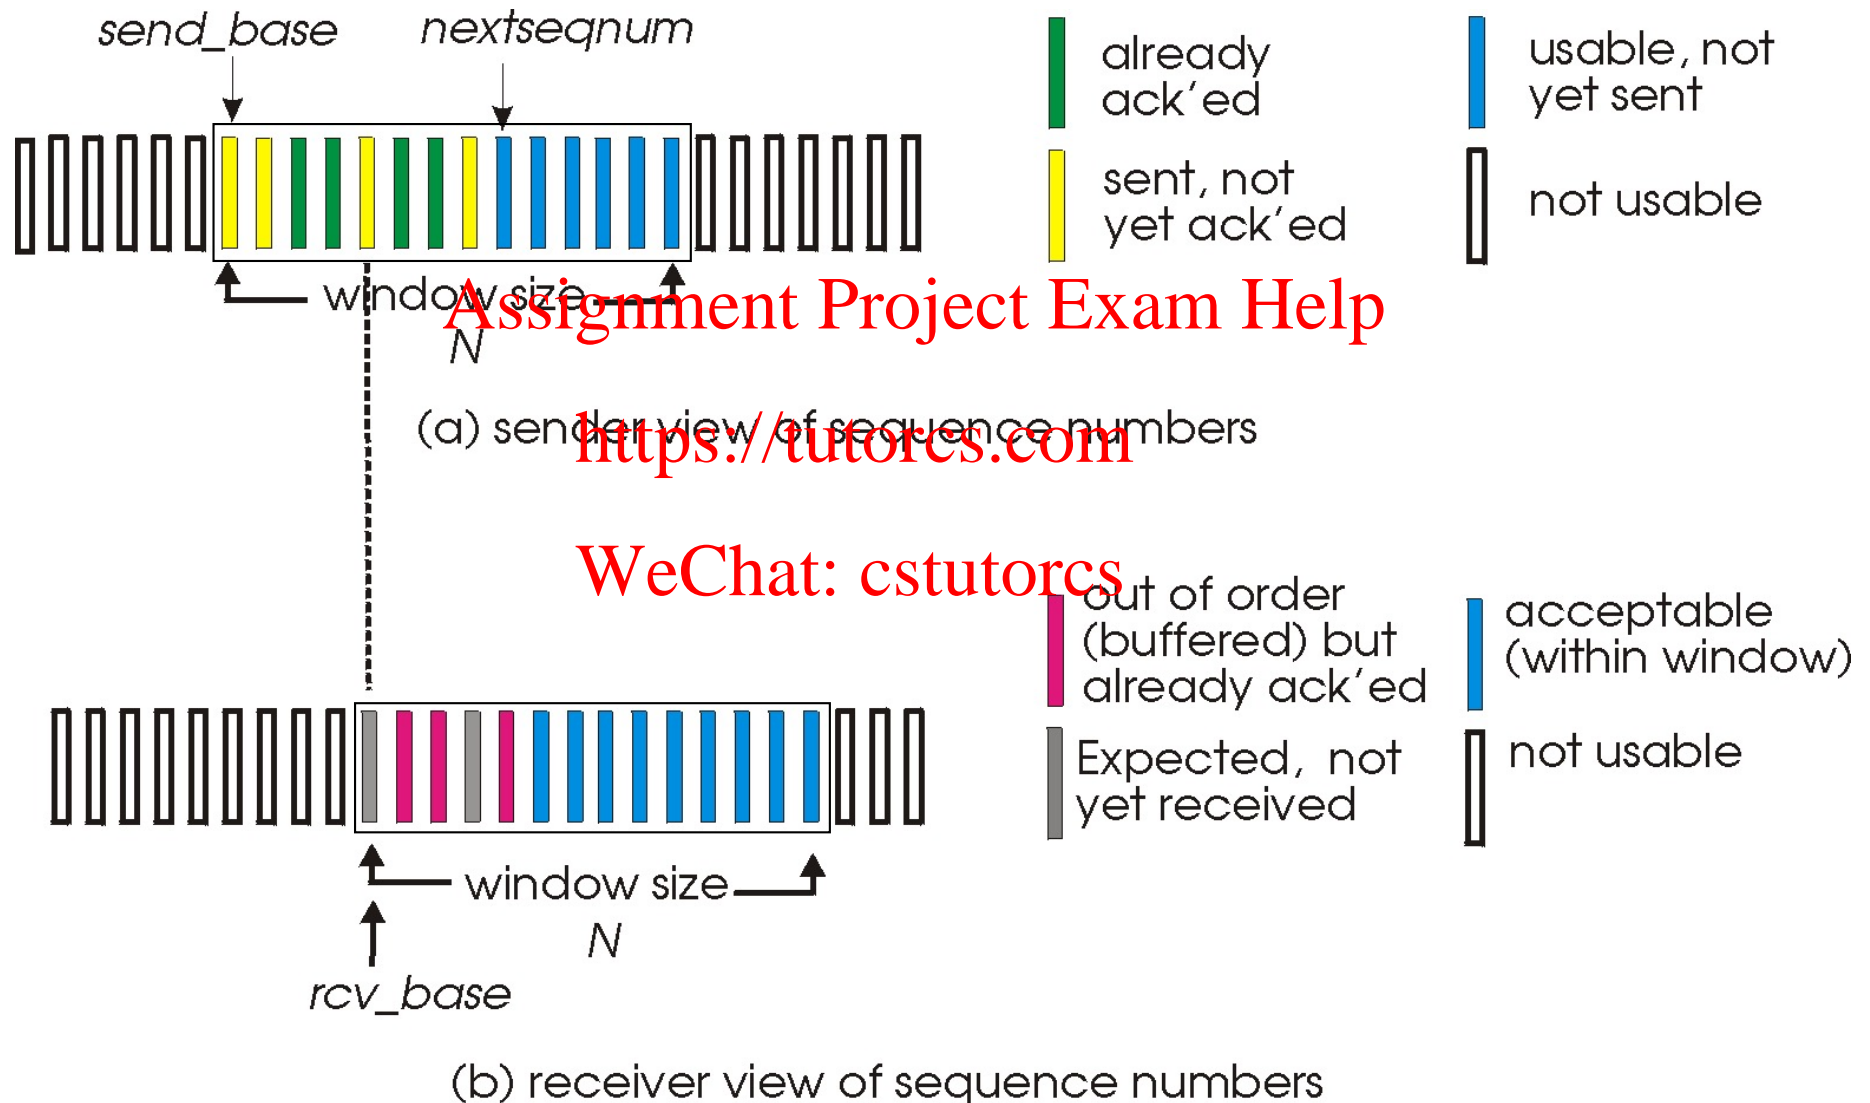 send_base
nextseqnum
already
ack'ed
usable, not
yet sent
sent, not
yet ack'ed
not usable
window size
N
Assignment Project Exam Help
(a) sender view of sequence numbers
https://tutorcs.com
WeChat: cstutorcs
out of order
(buffered) but
already ack'ed
acceptable
(within window)
Expected, not
yet received
not usable
window size
N
rcv_base
(b) receiver view of sequence numbers